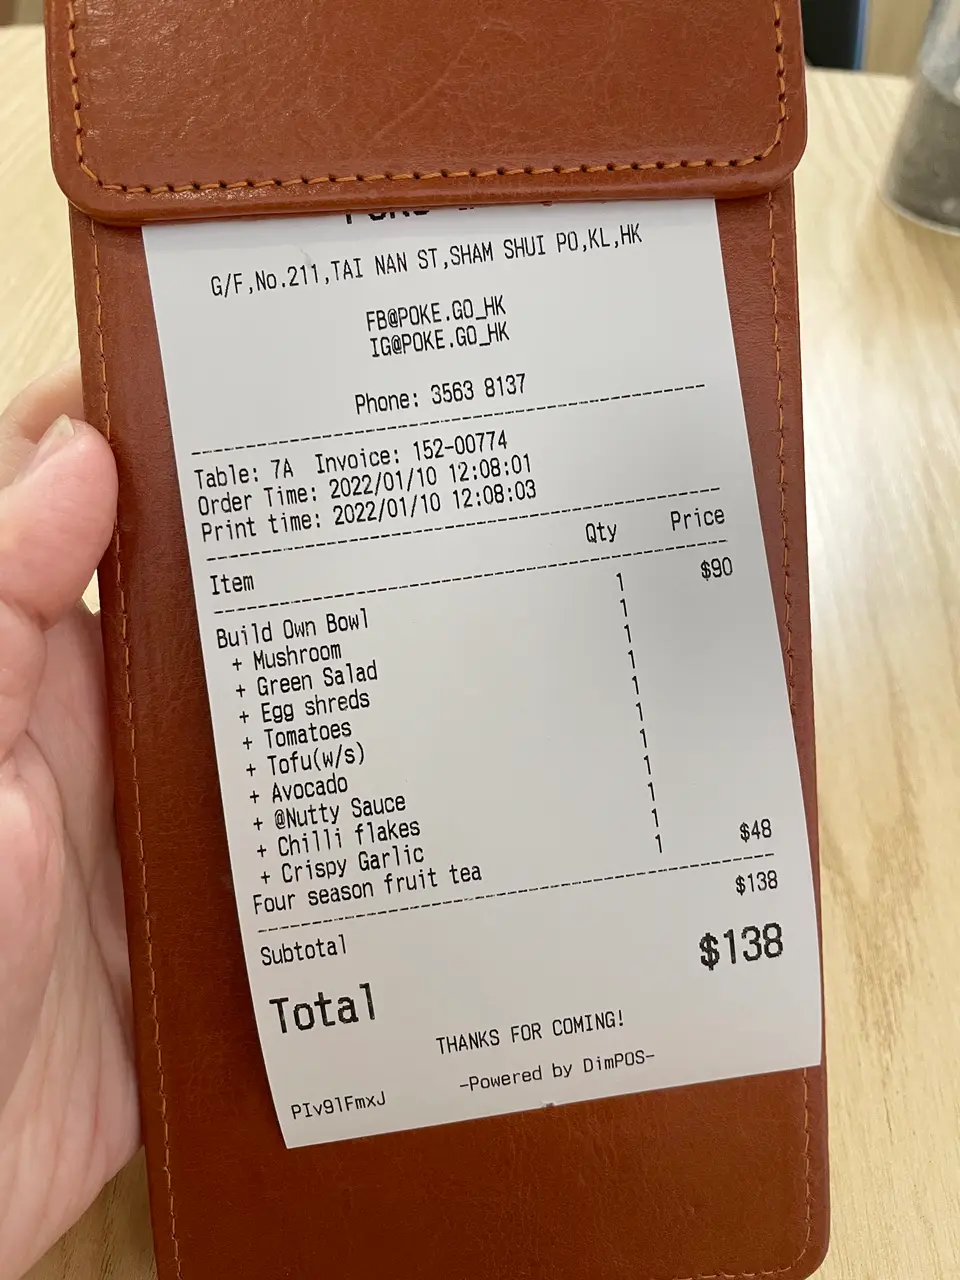 G/F,No.211,TAI NAN ST,SHAM SHUI PO,KL,HK
FB@POKE.GO_HK
IG@POKE.GO_HK
Phone: 3563 8137
Table: 7A Invoice: 152-00774
Order Time: 2022/01/10 12:08:01
Print time: 2022/01/10 12:08:03
Item Qty Price
Build Own Bowl 1 $90
+ Mushroom 1
+ Green Salad 1
+ Egg shreds 1
+ Tomatoes 1
+ Tofu(w/s) 1
+ Avocado 1
+ @Nutty Sauce 1
+ Chilli flakes 1
+ Crispy Garlic 1
Four season fruit tea 1 $48
Subtotal $138
Total $138
THANKS FOR COMING!
-Powered by DimPOS-
PIv9lFmxJ